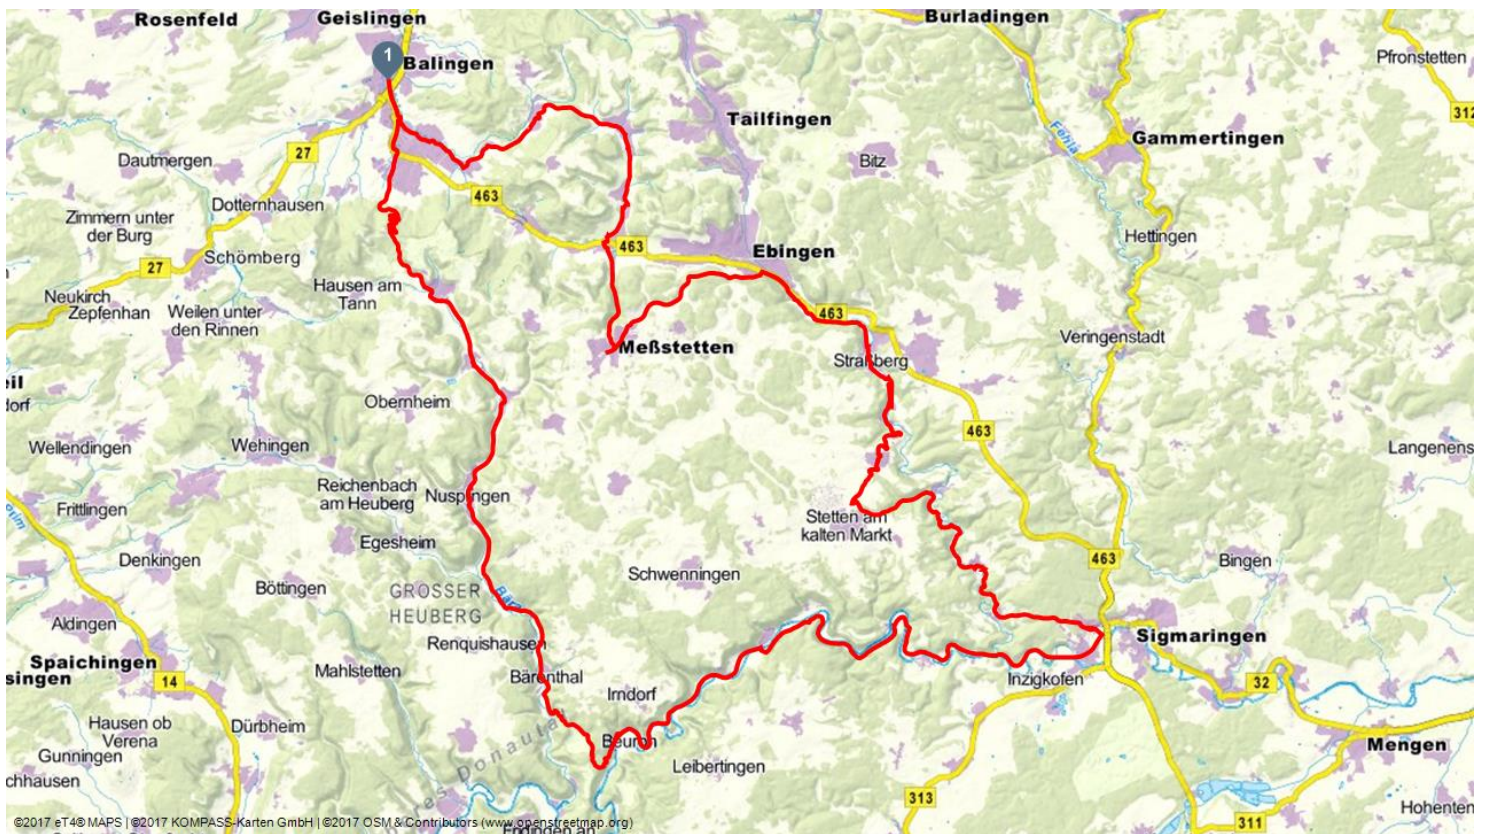 Rosenfeld
Geislingen
Burladingen
Pfronstetten
1
Balingen
312
Tailfingen
Fehla
Gammertingen
27
Dautmergen
Bitz
463
Dotternhausen
Zimmern unter
der Burg
Hettingen
463
Ebingen
Schömberg
27
Hausen am
Tann
Neukirch
Zepfenhan
Weilen unter
den Rinnen
463
Veringenstadt
Meßstetten
Straßberg
Obernheim
463
Wellendingen
Wehingen
Langenens
Reichenbach
am Heuberg
Nusplingen
Frittlingen
Stetten am
kalten Markt
Egesheim
Denkingen
463
Bingen
Schwenningen
Böttingen
GROSSER
HEUBERG
Aldingen
Renquishausen
Sigmaringen
Spaichingen
singen
Mahlstetten
Bärenthal
Inzigkofen
14
Irndorf
32
Hausen ob
Verena
Dürbheim
Beuron
Mengen
Gunningen
Leibertingen
chhausen
313
Hohenten
311
©2017 eT4® MAPS | ©2017 KOMPASS-Karten GmbH | ©2017 OSM & Contributors (www.openstreetmap.org)